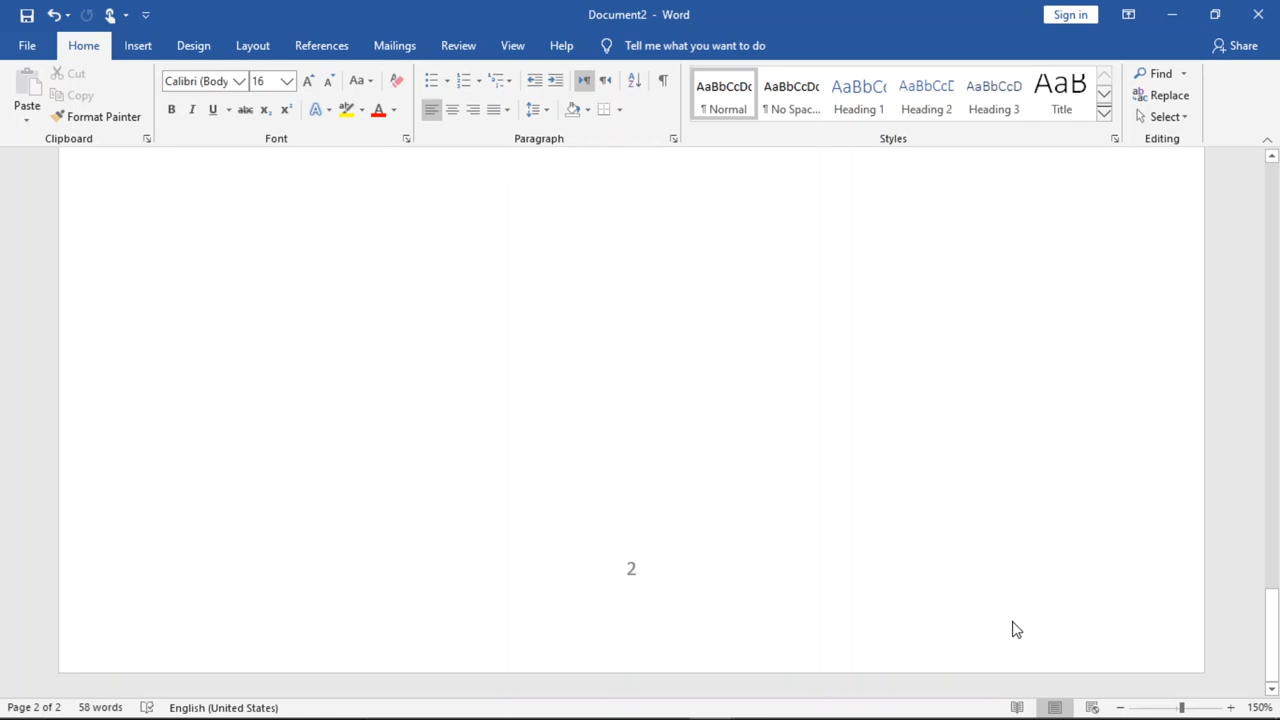 Document2 - Word
Sign in
File Home Insert Design Layout References Mailings Review View Help Tell me what you want to do Share
Paste
Cut
Copy
Format Painter
Clipboard
Calibri (Body 16
Aa
B I U abc x₂ x² A A
Font
Paragraph
AaBbCcDc AaBbCcDc AaBbCc AaBbCcD AaBbCcD AaB
¶ Normal ¶ No Spac... Heading 1 Heading 2 Heading 3 Title
Styles
Find
Replace
Select
Editing
2
Page 2 of 2 58 words English (United States) 150%